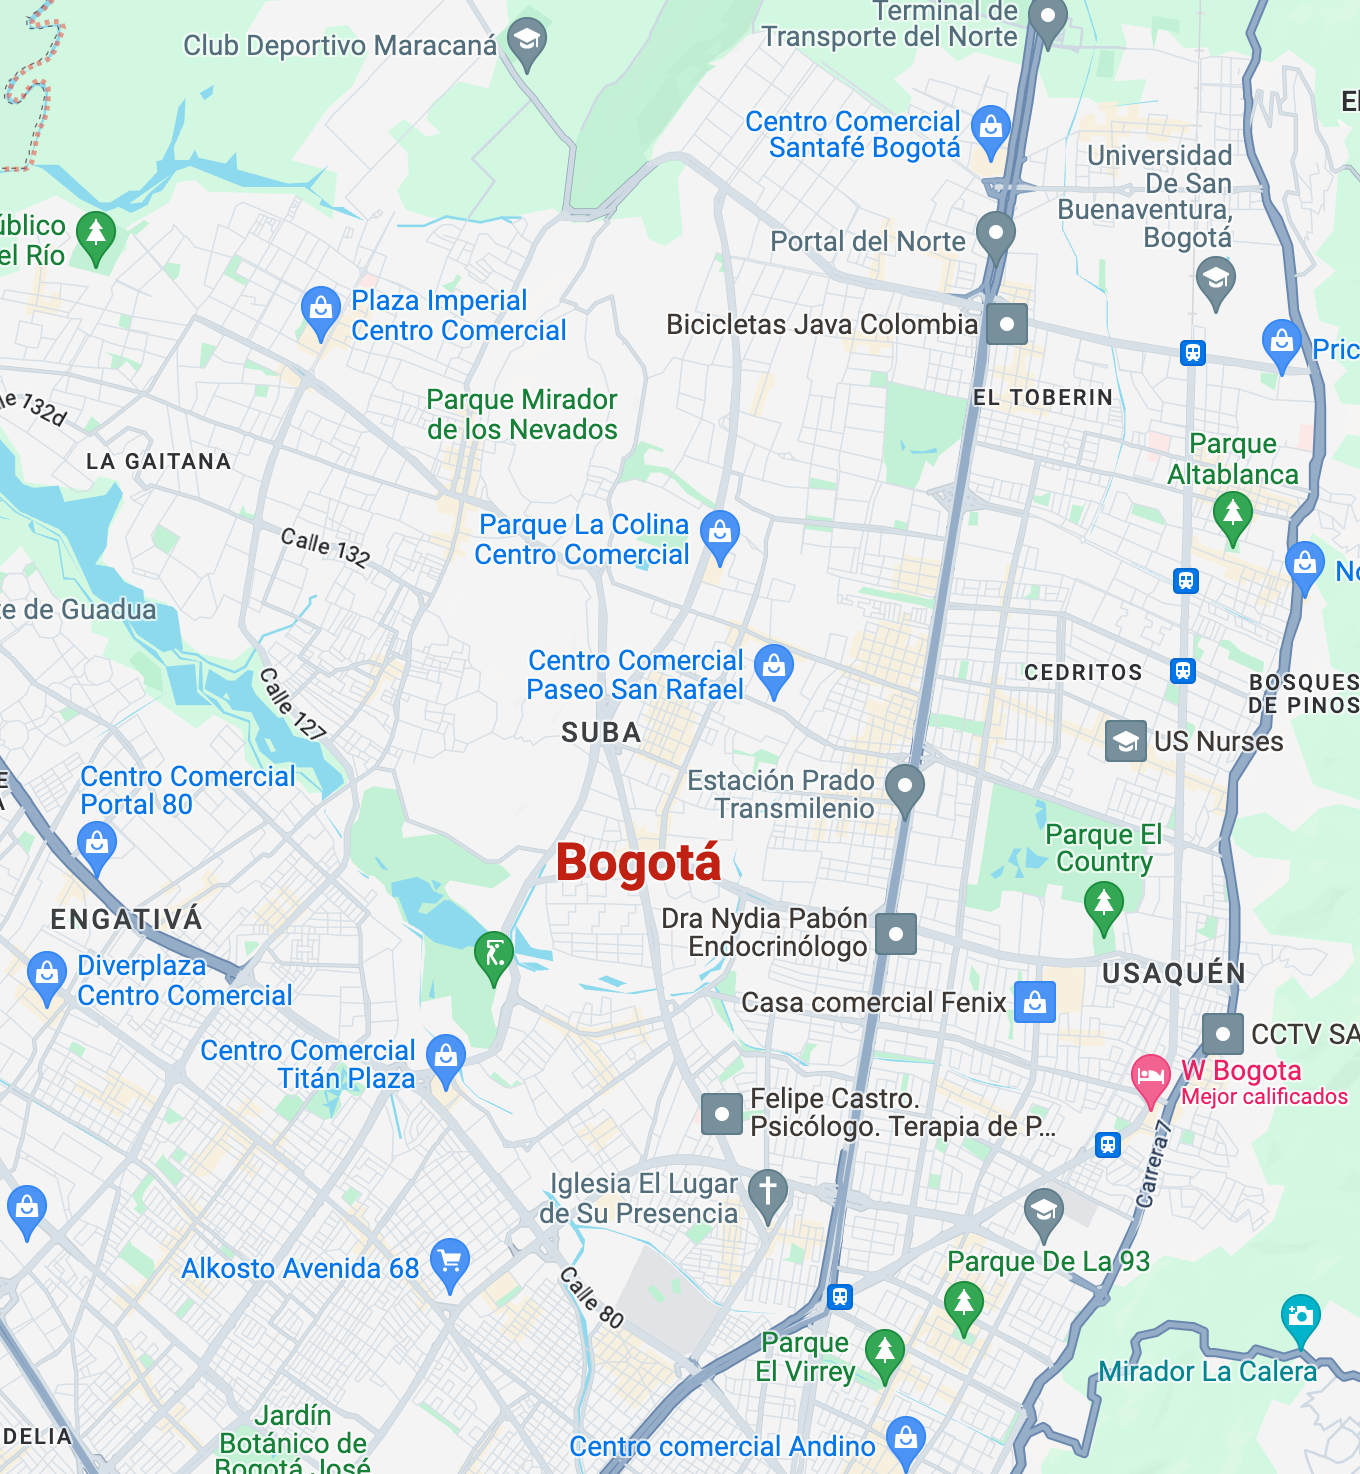 Terminal de
Transporte del Norte
Club Deportivo Maracaná
Centro Comercial
Santafé Bogotá
El
Universidad
De San
Buenaventura,
Bogotá
úblico
el Río
Portal del Norte
Plaza Imperial
Centro Comercial
Bicicletas Java Colombia
Pric
EL TOBERIN
Parque Mirador
de los Nevados
le 132d
LA GAITANA
Parque
Altablanca
Parque La Colina
Centro Comercial
Calle 132
No
te de Guadua
Centro Comercial
Paseo San Rafael
CEDRITOS
BOSQUES
DE PINOS
Calle 127
SUBA
US Nurses
E
A
Centro Comercial
Portal 80
Estación Prado
Transmilenio
Parque El
Country
Bogotá
ENGATIVÁ
Dra Nydia Pabón
Endocrinólogo
Diverplaza
Centro Comercial
USAQUÉN
Casa comercial Fenix
CCTV SA
Centro Comercial
Titán Plaza
W Bogota
Mejor calificados
Felipe Castro.
Psicólogo. Terapia de P...
Carrera 7
Iglesia El Lugar
de Su Presencia
Alkosto Avenida 68
Parque De La 93
Calle 80
Parque
El Virrey
Mirador La Calera
Jardín
Botánico de
Bogotá José
DELIA
Centro comercial Andino